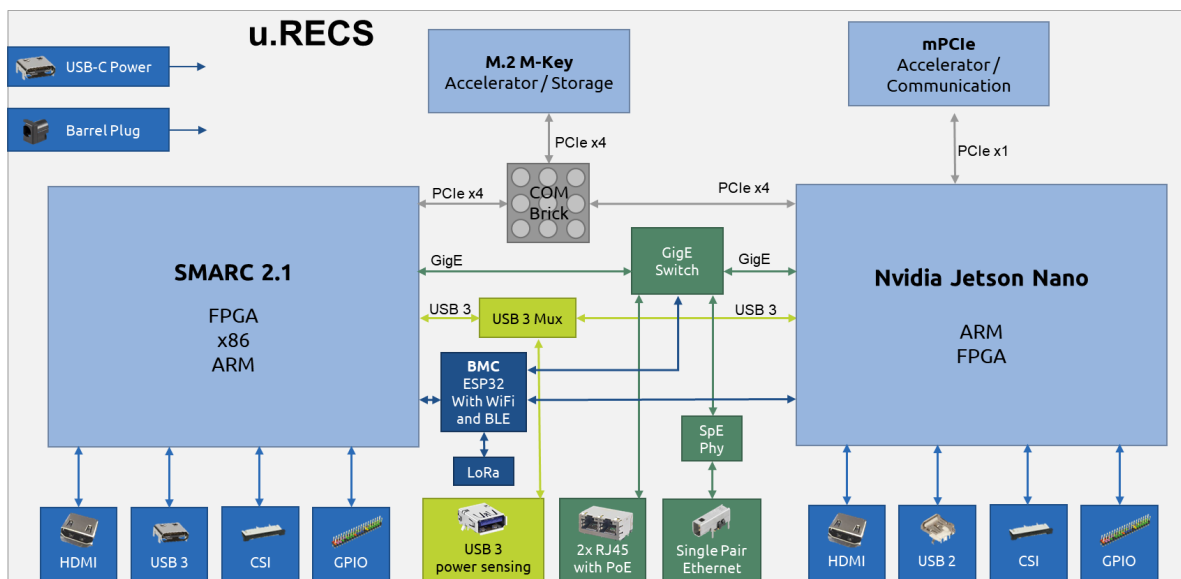 u.RECS
USB-C Power
Barrel Plug
M.2 M-Key
Accelerator / Storage
mPCIe
Accelerator /
Communication
PCIe x4
PCIe x1
PCIe x4
COM
Brick
PCIe x4
SMARC 2.1
FPGA
x86
ARM
GigE
GigE
Switch
GigE
Nvidia Jetson Nano
ARM
FPGA
USB 3
USB 3 Mux
USB 3
BMC
ESP32
With WiFi
and BLE
LoRa
SpE
Phy
HDMI
USB 3
CSI
GPIO
USB 3
power sensing
2x RJ45
with PoE
Single Pair
Ethernet
HDMI
USB 2
CSI
GPIO